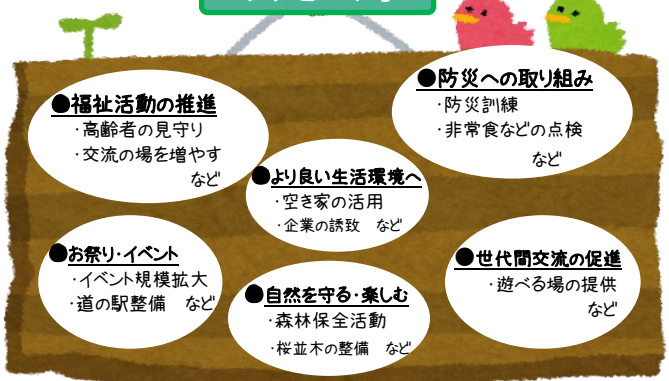 ●福祉活動の推進
・高齢者の見守り
・交流の場を増やす
など
●防災への取り組み
・防災訓練
・非常食などの点検
など
●より良い生活環境へ
・空き家の活用
・企業の誘致　など
●お祭り・イベント
・イベント規模拡大
・道の駅整備　など
●自然を守る・楽しむ
・森林保全活動
・桜並木の整備　など
●世代間交流の促進
・遊べる場の提供
など